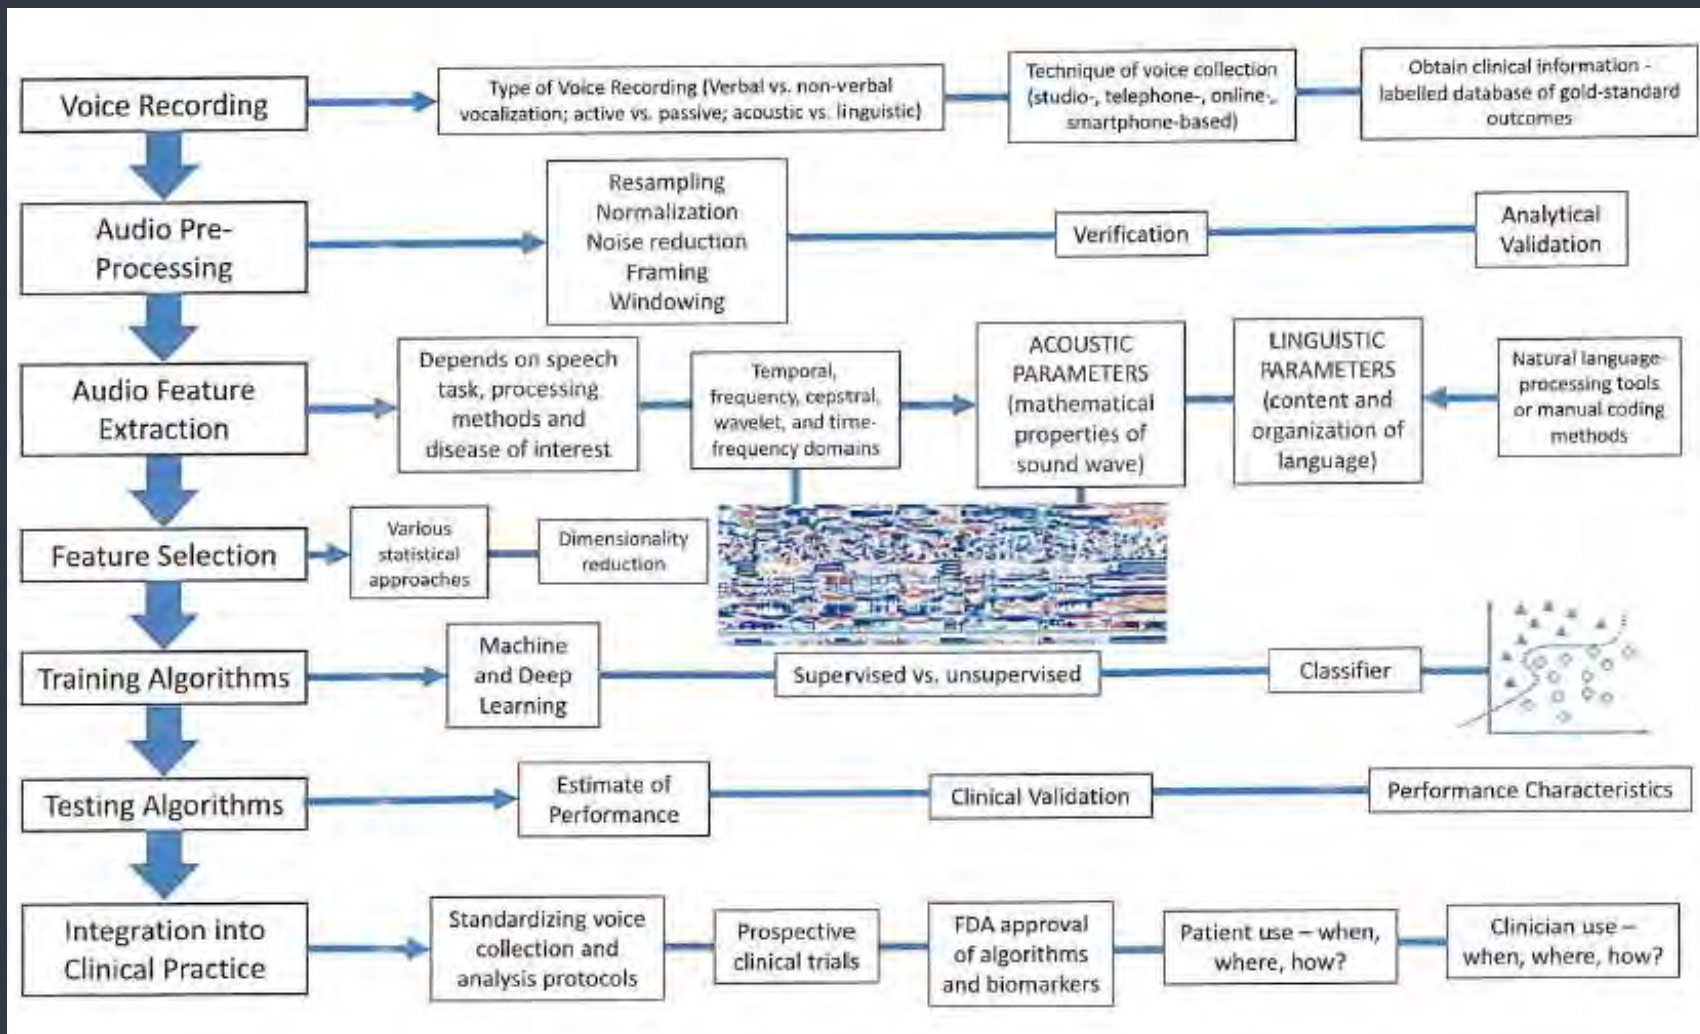 Voice Recording
Type of Voice Recording (Verbal vs. non-verbal
vocalization; active vs. passive; acoustic vs. linguistic)
Technique of voice collection
(studio-, telephone-, online-,
smartphone-based)
Obtain clinical information -
labelled database of gold-standard
outcomes
Audio Pre-
Processing
Resampling
Normalization
Noise reduction
Framing
Windowing
Verification
Analytical
Validation
Audio Feature
Extraction
Depends on speech
task, processing
methods and
disease of interest
Temporal,
frequency, cepstral,
wavelet, and time-
frequency domains
ACOUSTIC
PARAMETERS
(mathematical
properties of
sound wave)
LINGUISTIC
PARAMETERS
(content and
organization of
language)
Natural language-
processing tools
or manual coding
methods
Feature Selection
Various
statistical
approaches
Dimensionality
reduction
Training Algorithms
Machine
and Deep
Learning
Supervised vs. unsupervised
Classifier
Testing Algorithms
Estimate of
Performance
Clinical Validation
Performance Characteristics
Integration into
Clinical Practice
Standardizing voice
collection and
analysis protocols
Prospective
clinical trials
FDA approval
of algorithms
and biomarkers
Patient use – when,
where, how?
Clinician use –
when, where, how?